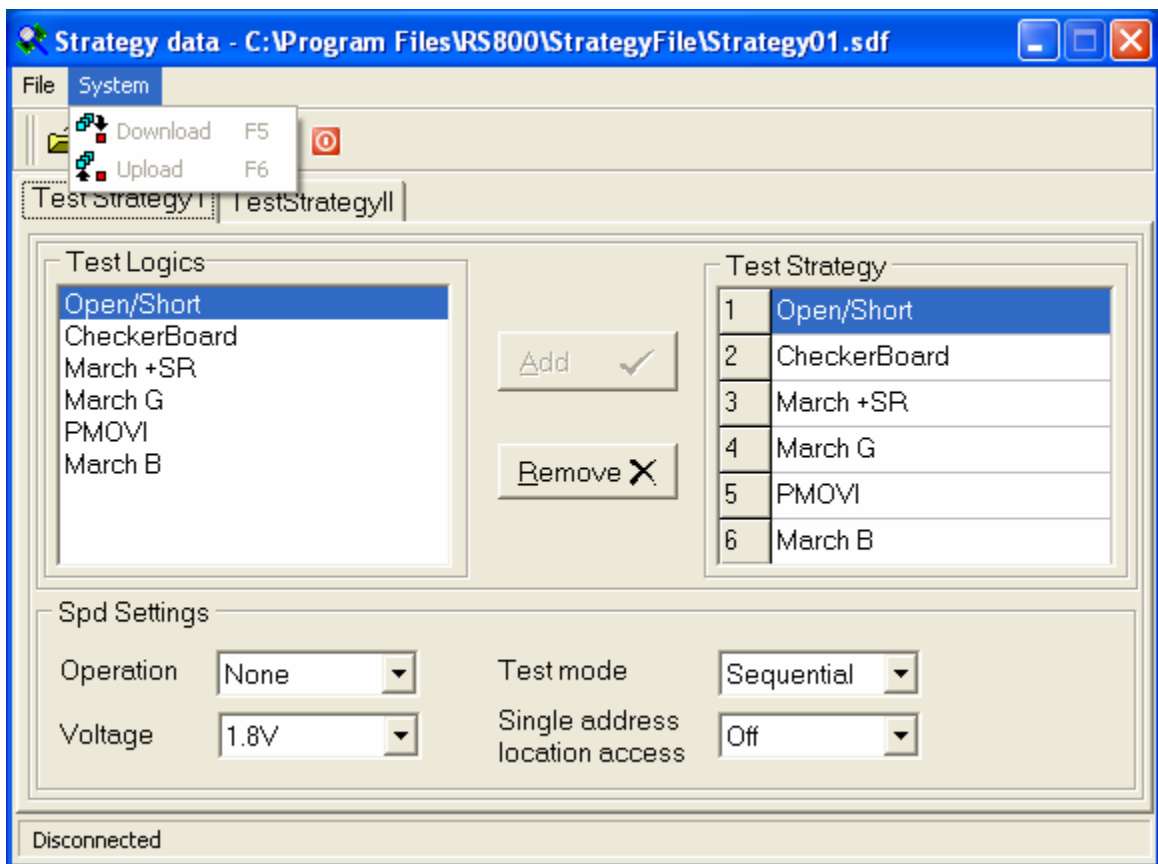 Strategy data - C:\Program Files\RS800\StrategyFile\Strategy01.sdf
File System
Download F5
Upload F6
Test Strategy I TestStrategyII
Test Logics
Open/Short
CheckerBoard
March +SR
March G
PMOVI
March B
Add
Remove
Test Strategy
1 Open/Short
2 CheckerBoard
3 March +SR
4 March G
5 PMOVI
6 March B
Spd Settings
Operation None
Test mode Sequential
Voltage 1.8V
Single address
location access Off
Disconnected